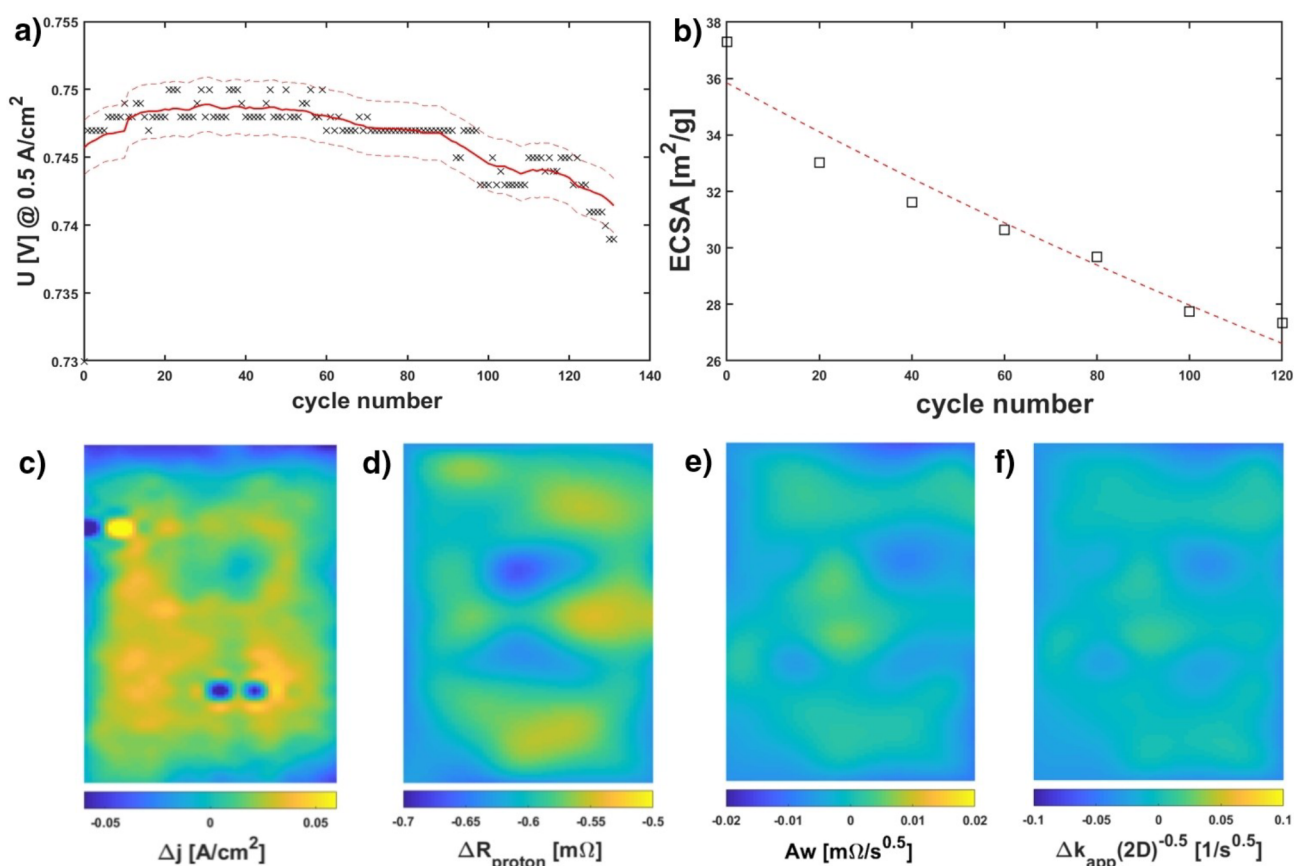 a)
0.755
0.75
0.745
0.74
0.735
0.73
U [V] @ 0.5 A/cm²
0 20 40 60 80 100 120 140
cycle number
b)
38
36
34
32
30
28
26
ECSA [m²/g]
0 20 40 60 80 100 120
cycle number
c)
-0.05 0 0.05
Δj [A/cm²]
d)
-0.7 -0.65 -0.6 -0.55 -0.5
ΔR_proton [mΩ]
e)
-0.02 -0.01 0 0.01 0.02
Aw [mΩ/s^0.5]
f)
-0.1 -0.05 0 0.05 0.1
Δk_app(2D)^-0.5 [1/s^0.5]